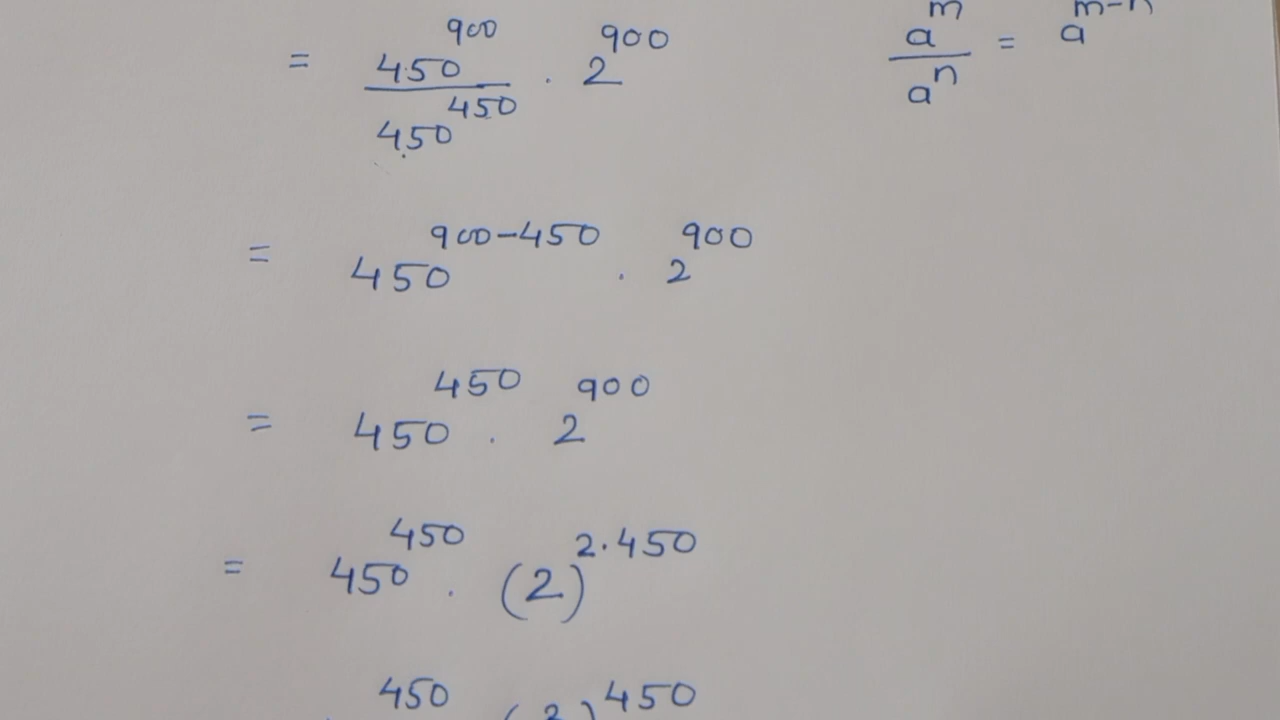 = 450^900 / 450^450 · 2^900
a^m / a^n = a^(m-n)
= 450^(900-450) · 2^900
= 450^450 · 2^900
= 450^450 · (2)^(2·450)
450 (2)^450